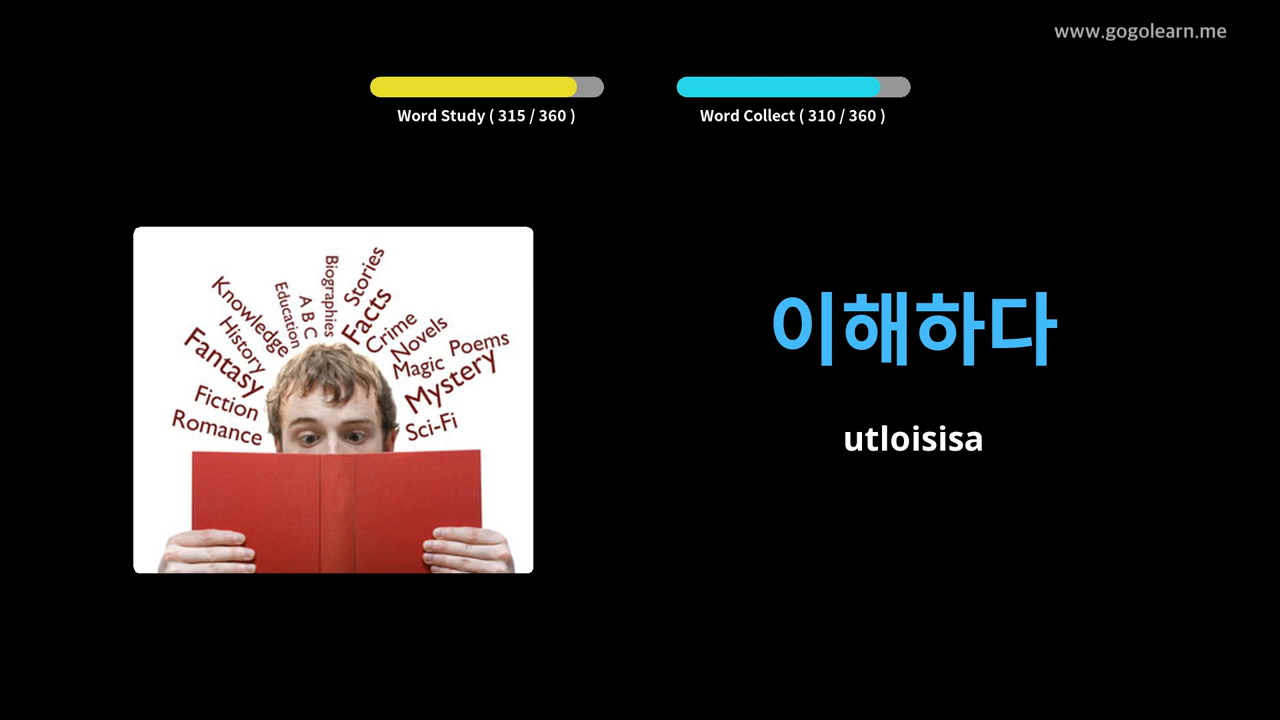 www.gogolearn.me
Word Study ( 315 / 360 )
Word Collect ( 310 / 360 )
이해하다
utloisisa
Biographies
Stories
Knowledge
Education
A B C
Facts
Crime
History
Novels
Fantasy
Magic
Poems
Mystery
Fiction
Romance
Sci-Fi